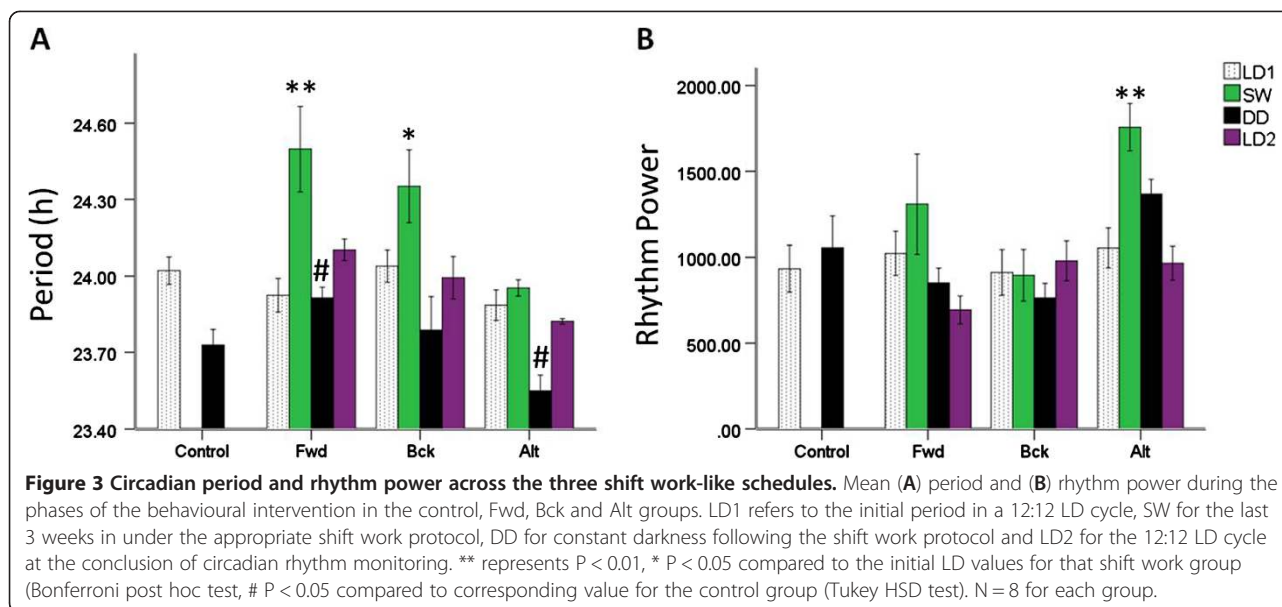 A
B
Period (h)
24.60
24.30
24.00
23.70
23.40
**
#
*
#
Control Fwd Bck Alt
Rhythm Power
2000.00
1500.00
1000.00
500.00
.00
**
Control Fwd Bck Alt
LD1
SW
DD
LD2
Figure 3 Circadian period and rhythm power across the three shift work-like schedules. Mean (A) period and (B) rhythm power during the
phases of the behavioural intervention in the control, Fwd, Bck and Alt groups. LD1 refers to the initial period in a 12:12 LD cycle, SW for the last
3 weeks in under the appropriate shift work protocol, DD for constant darkness following the shift work protocol and LD2 for the 12:12 LD cycle
at the conclusion of circadian rhythm monitoring. ** represents P < 0.01, * P < 0.05 compared to the initial LD values for that shift work group
(Bonferroni post hoc test, # P < 0.05 compared to corresponding value for the control group (Tukey HSD test). N = 8 for each group.